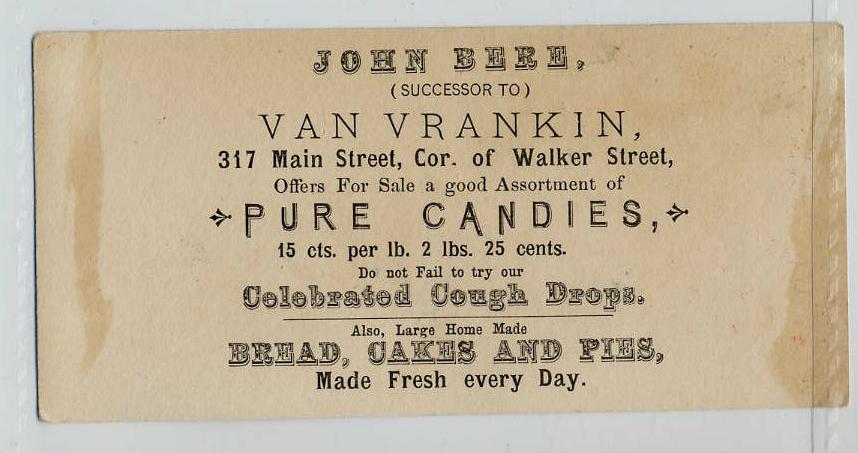 JOHN BERE,
(SUCCESSOR TO)
VAN VRANKIN,
317 Main Street, Cor. of Walker Street,
Offers For Sale a good Assortment of
PURE CANDIES,
15 cts. per lb. 2 lbs. 25 cents.
Do not Fail to try our
Celebrated Cough Drops.
Also, Large Home Made
BREAD, CAKES AND PIES,
Made Fresh every Day.